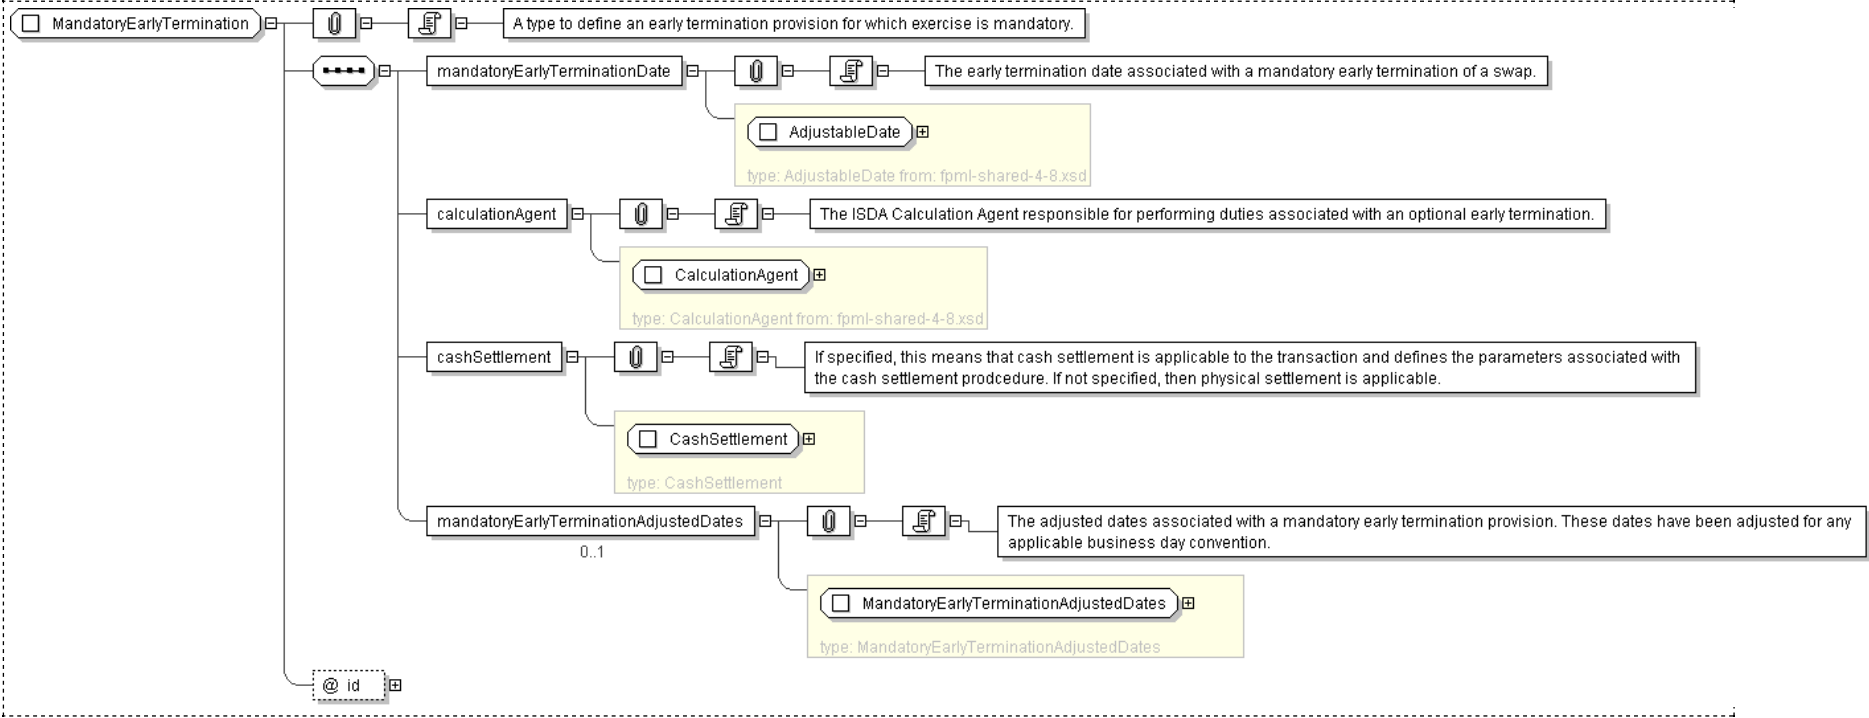 MandatoryEarlyTermination
A type to define an early termination provision for which exercise is mandatory.
mandatoryEarlyTerminationDate
The early termination date associated with a mandatory early termination of a swap.
AdjustableDate
type: AdjustableDate from: fpml-shared-4-8.xsd
calculationAgent
The ISDA Calculation Agent responsible for performing duties associated with an optional early termination.
CalculationAgent
type: CalculationAgent from: fpml-shared-4-8.xsd
cashSettlement
If specified, this means that cash settlement is applicable to the transaction and defines the parameters associated with
the cash settlement prodcedure. If not specified, then physical settlement is applicable.
CashSettlement
type: CashSettlement
mandatoryEarlyTerminationAdjustedDates
0..1
The adjusted dates associated with a mandatory early termination provision. These dates have been adjusted for any
applicable business day convention.
MandatoryEarlyTerminationAdjustedDates
type: MandatoryEarlyTerminationAdjustedDates
@ id